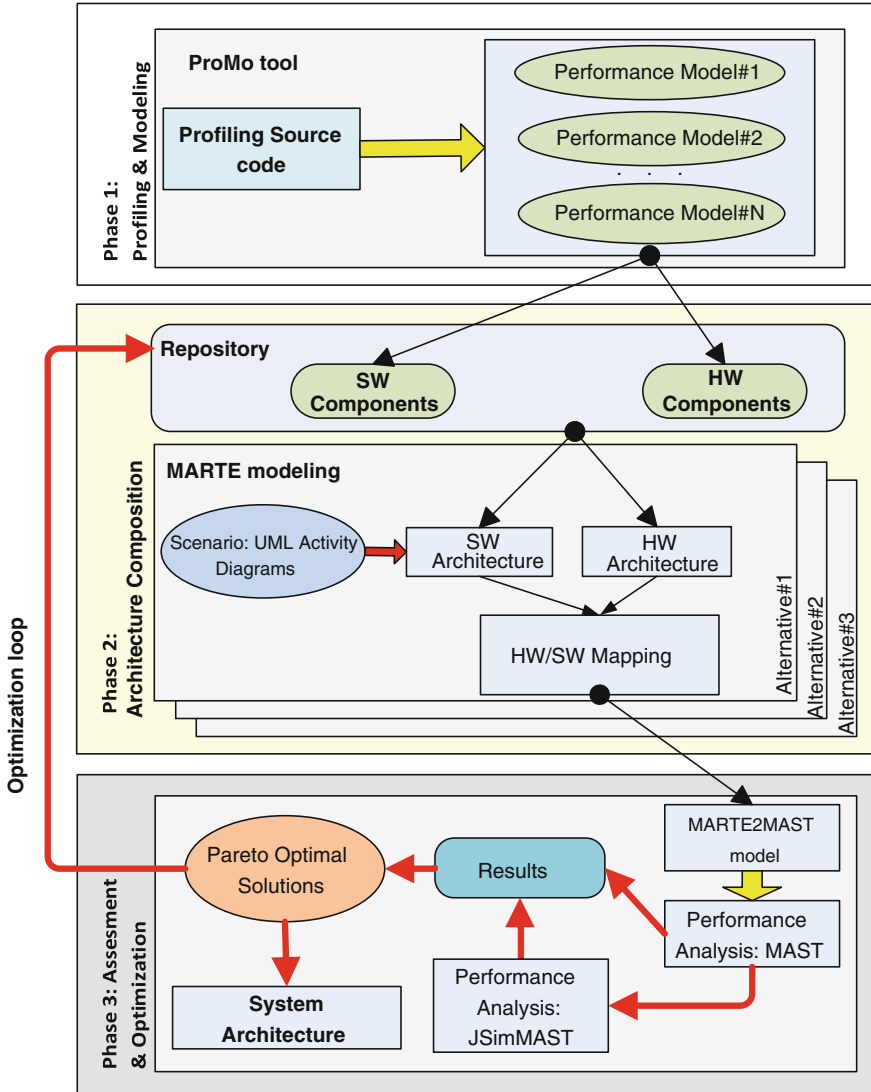 Phase 1:
Profiling & Modeling
ProMo tool
Profiling Source
code
Performance Model#1
Performance Model#2
. . .
Performance Model#N
Optimization loop
Phase 2:
Architecture Composition
Repository
SW
Components
HW
Components
MARTE modeling
Scenario: UML Activity
Diagrams
SW
Architecture
HW
Architecture
HW/SW Mapping
Alternative#1
Alternative#2
Alternative#3
Phase 3: Assesment
& Optimization
Pareto Optimal
Solutions
Results
MARTE2MAST
model
Performance
Analysis: MAST
Performance
Analysis:
JSimMAST
System
Architecture